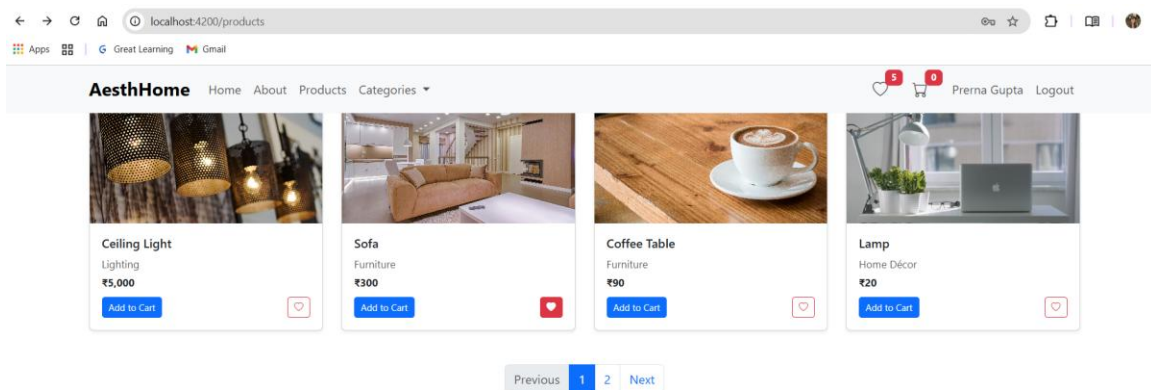 localhost:4200/products
Apps Great Learning Gmail
AesthHome Home About Products Categories 5 0 Prerna Gupta Logout
Ceiling Light Sofa Coffee Table Lamp
Lighting Furniture Furniture Home Décor
₹5,000 ₹300 ₹90 ₹20
Add to Cart Add to Cart Add to Cart Add to Cart
Previous 1 2 Next